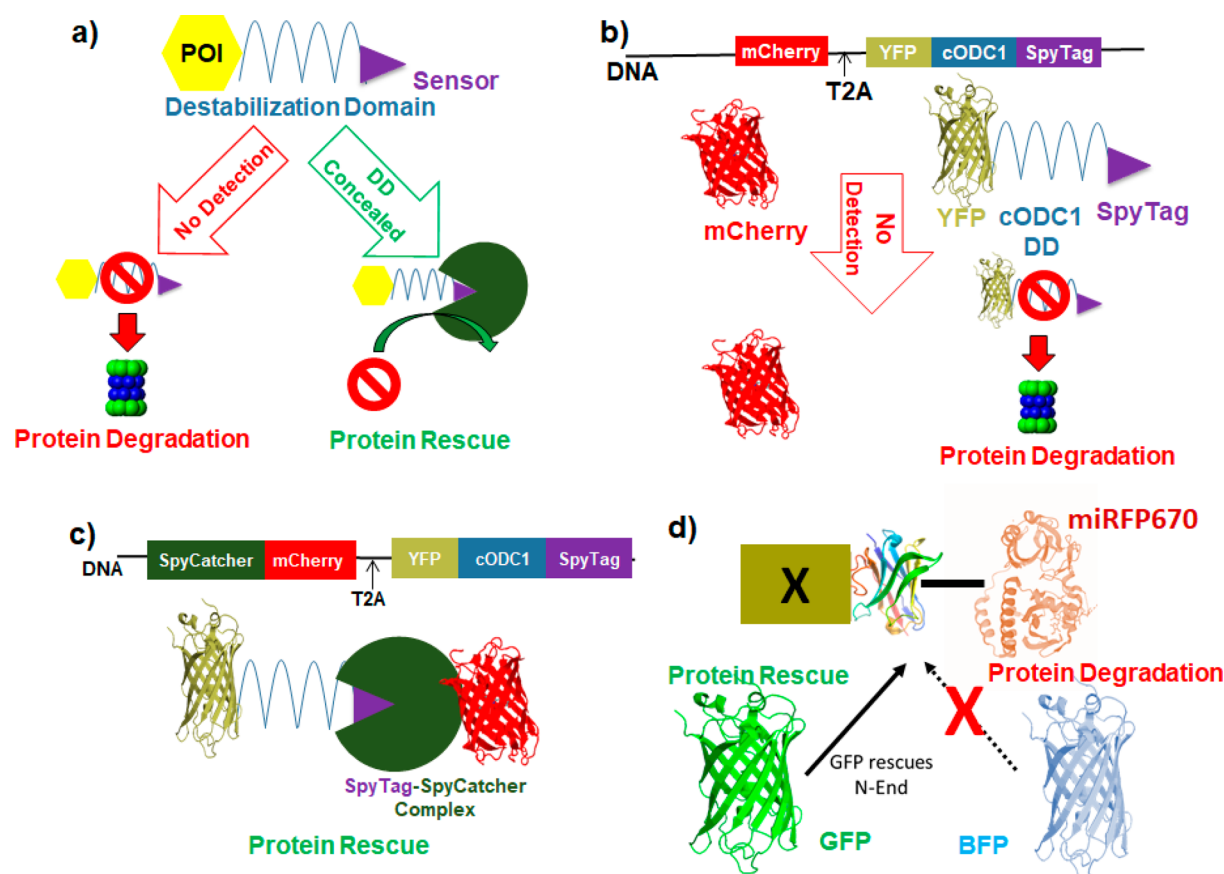 a)
POI
Sensor
Destabilization Domain
No Detection
DD
Concealed
Protein Degradation
Protein Rescue
b)
DNA
mCherry
YFP
cODC1
SpyTag
T2A
mCherry
No
Detection
YFP
cODC1
DD
SpyTag
Protein Degradation
c)
DNA
SpyCatcher
mCherry
YFP
cODC1
SpyTag
T2A
SpyTag-SpyCatcher
Complex
Protein Rescue
d)
miRFP670
X
Protein Rescue
Protein Degradation
X
GFP rescues
N-End
GFP
BFP